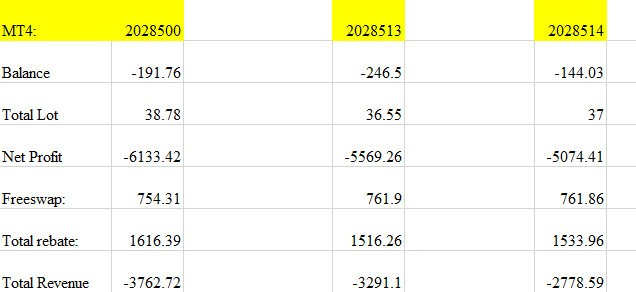 MT4: 2028500 2028513 2028514
Balance -191.76 -246.5 -144.03
Total Lot 38.78 36.55 37
Net Profit -6133.42 -5569.26 -5074.41
Freeswap: 754.31 761.9 761.86
Total rebate: 1616.39 1516.26 1533.96
Total Revenue -3762.72 -3291.1 -2778.59